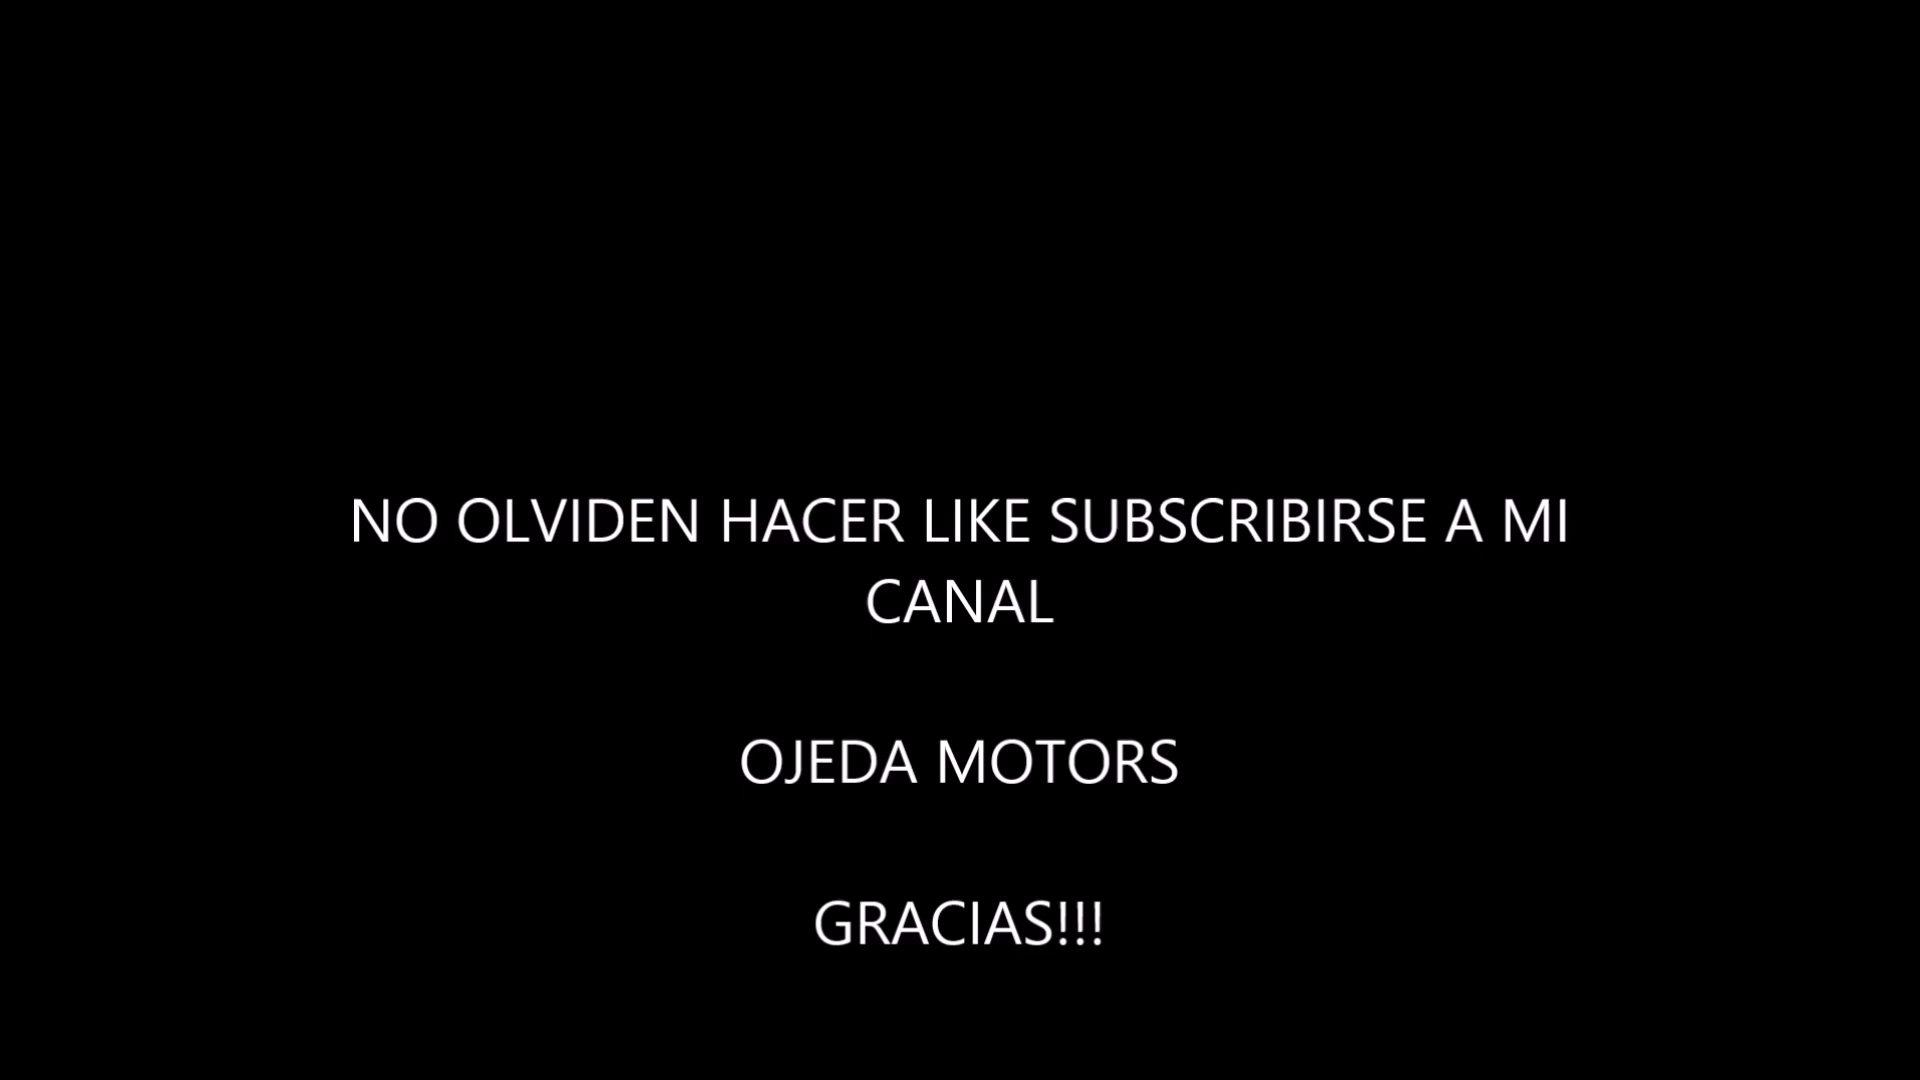 NO OLVIDEN HACER LIKE SUBSCRIBIRSE A MI
CANAL
OJEDA MOTORS
GRACIAS!!!